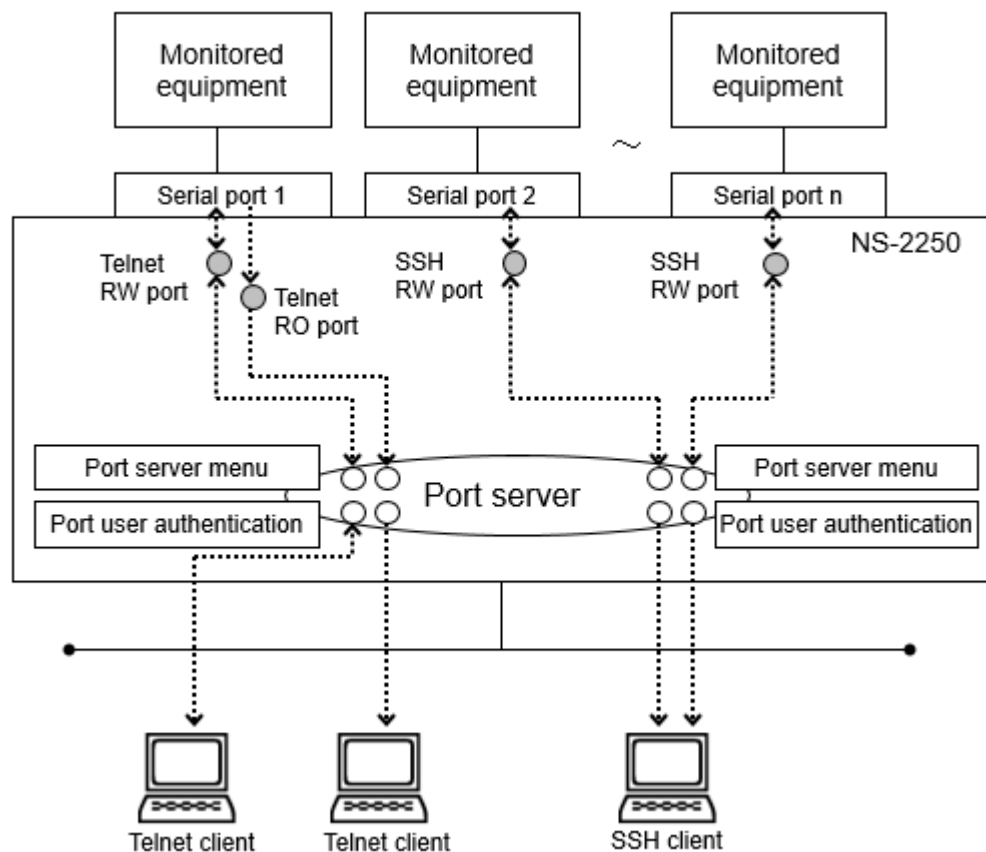 Monitored
equipment
Monitored
equipment
Monitored
equipment
~
Serial port 1
Serial port 2
Serial port n
NS-2250
Telnet
RW port
Telnet
RO port
SSH
RW port
SSH
RW port
Port server menu
Port user authentication
Port server
Port server menu
Port user authentication
Telnet client
Telnet client
SSH client